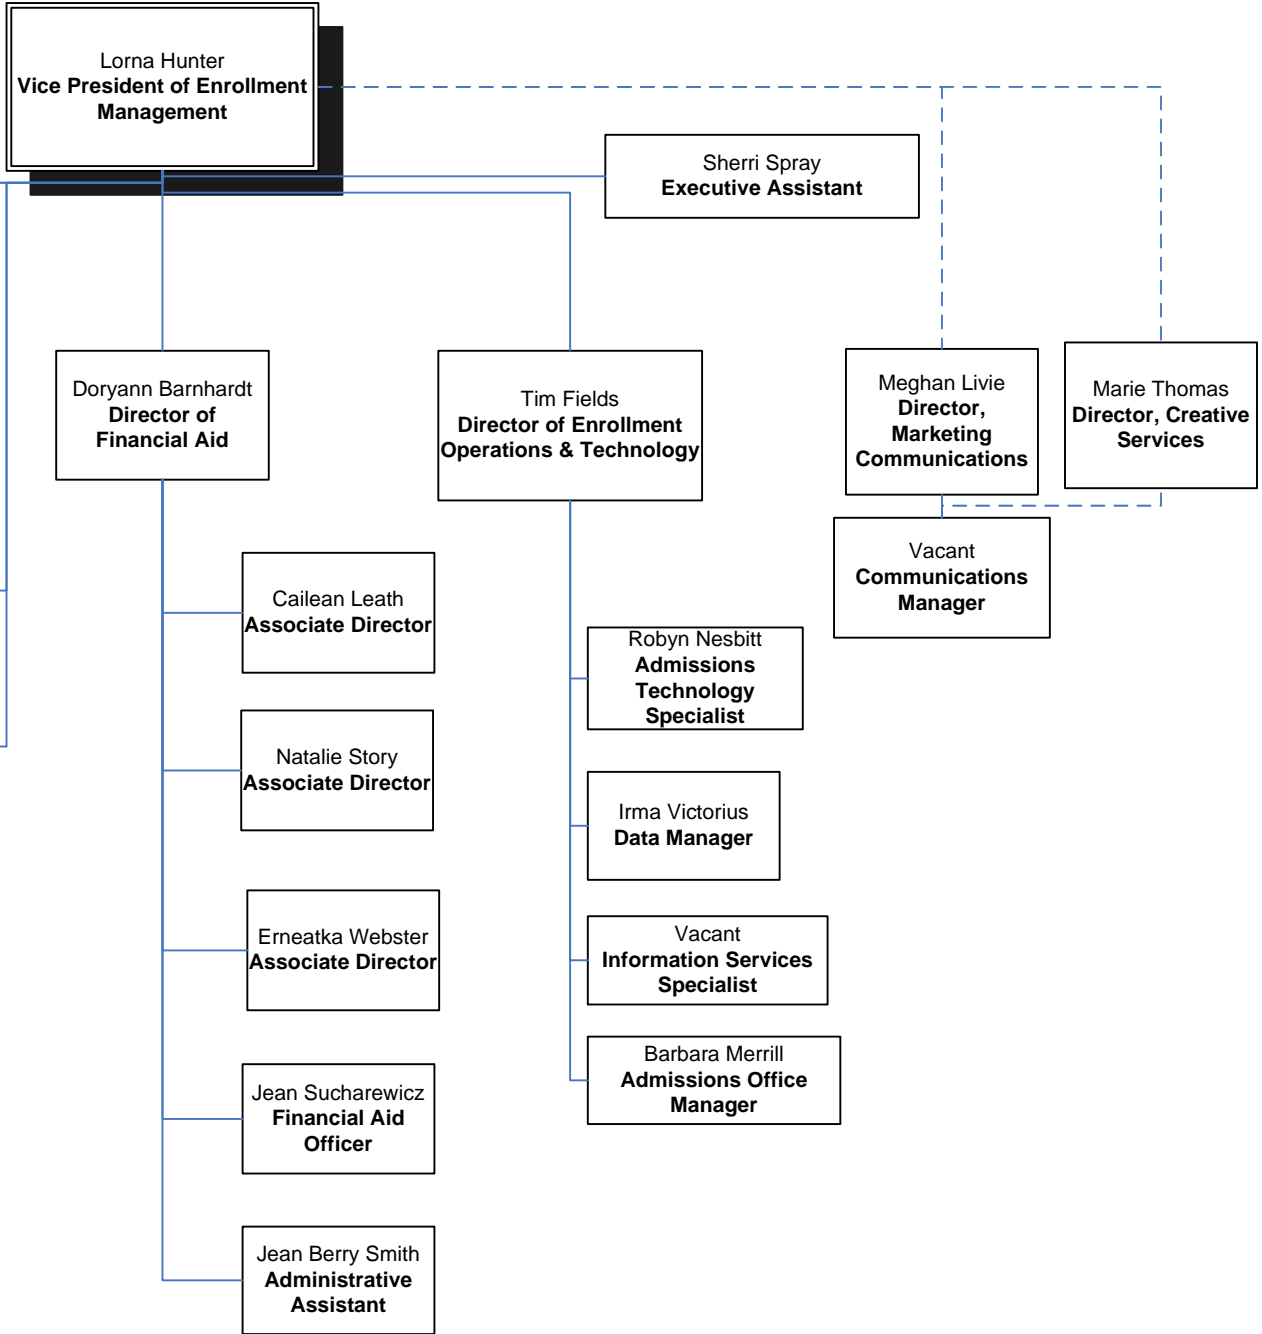 Lorna Hunter
Vice President of Enrollment
Management
Sherri Spray
Executive Assistant
Doryann Barnhardt
Director of
Financial Aid
Tim Fields
Director of Enrollment
Operations & Technology
Meghan Livie
Director,
Marketing
Communications
Marie Thomas
Director, Creative
Services
Vacant
Communications
Manager
Cailean Leath
Associate Director
Natalie Story
Associate Director
Erneatka Webster
Associate Director
Jean Sucharewicz
Financial Aid
Officer
Jean Berry Smith
Administrative
Assistant
Robyn Nesbitt
Admissions
Technology
Specialist
Irma Victorius
Data Manager
Vacant
Information Services
Specialist
Barbara Merrill
Admissions Office
Manager